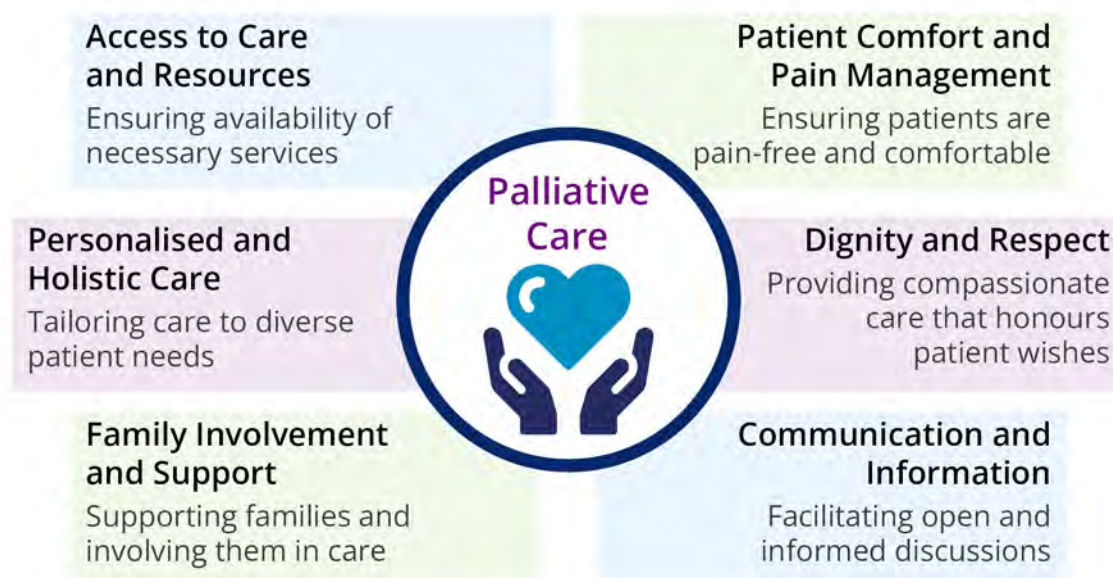 Access to Care
and Resources
Ensuring availability of
necessary services
Patient Comfort and
Pain Management
Ensuring patients are
pain-free and comfortable
Palliative
Care
Personalised and
Holistic Care
Tailoring care to diverse
patient needs
Dignity and Respect
Providing compassionate
care that honours
patient wishes
Family Involvement
and Support
Supporting families and
involving them in care
Communication and
Information
Facilitating open and
informed discussions